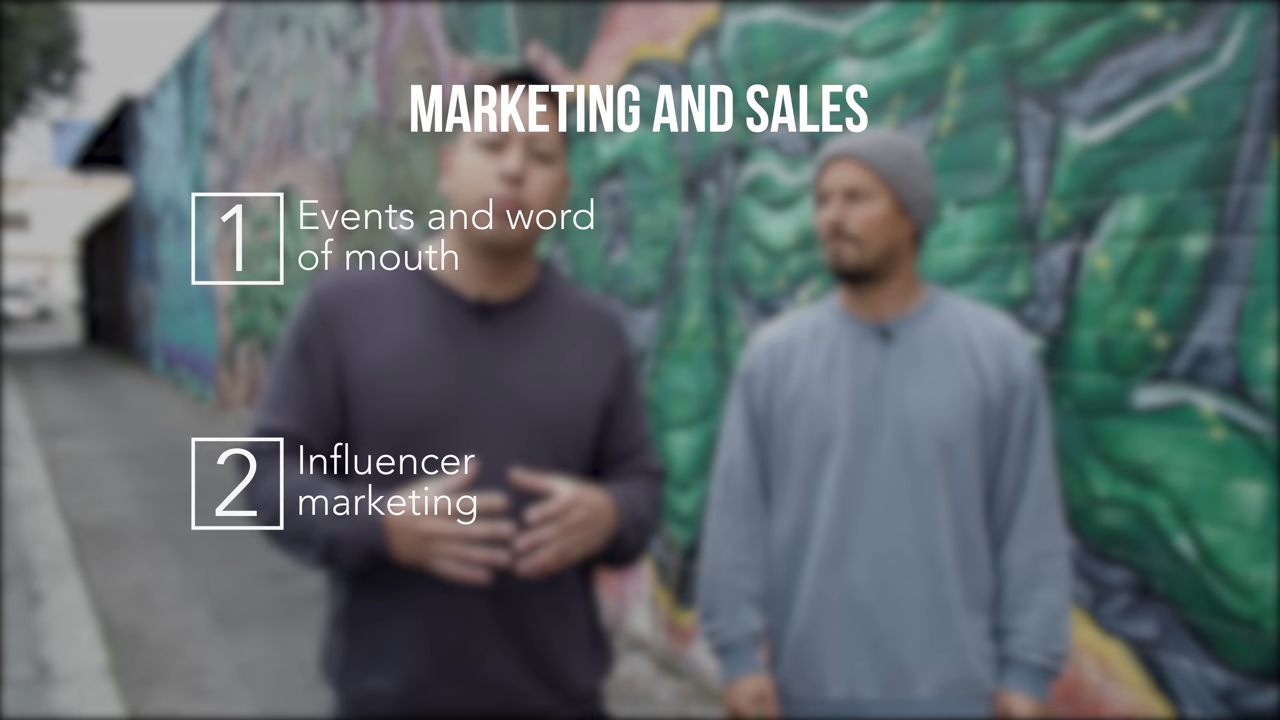 MARKETING AND SALES
1 Events and word
of mouth
2 Influencer
marketing